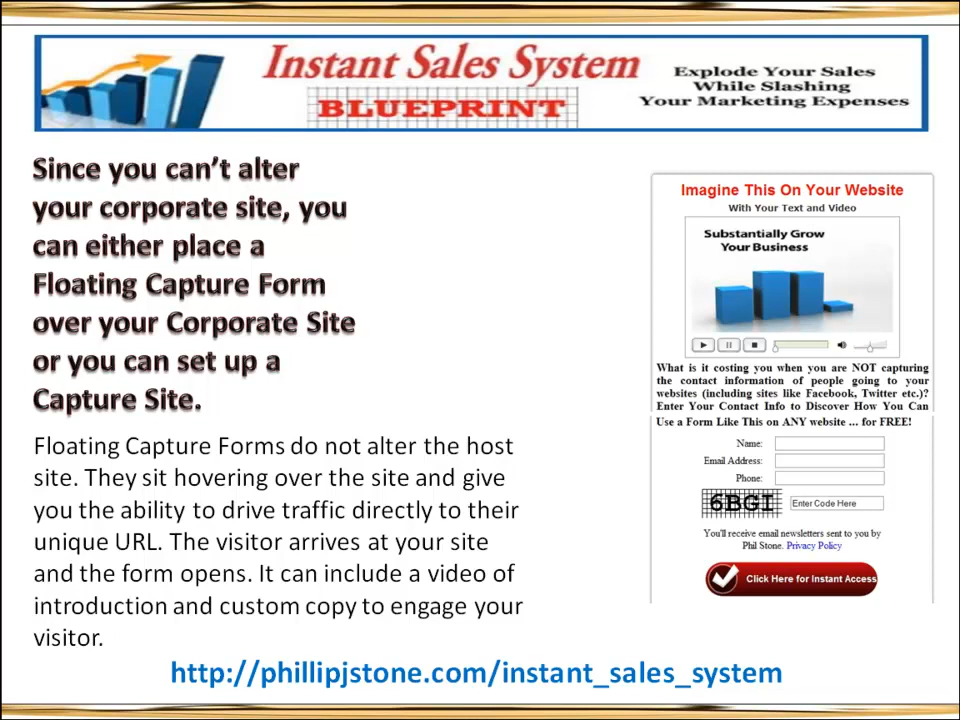 Instant Sales System
BLUEPRINT
Explode Your Sales
While Slashing
Your Marketing Expenses
Since you can’t alter
your corporate site, you
can either place a
Floating Capture Form
over your Corporate Site
or you can set up a
Capture Site.
Floating Capture Forms do not alter the host
site. They sit hovering over the site and give
you the ability to drive traffic directly to their
unique URL. The visitor arrives at your site
and the form opens. It can include a video of
introduction and custom copy to engage your
visitor.
Imagine This On Your Website
With Your Text and Video
Substantially Grow
Your Business
What is it costing you when you are NOT capturing
the contact information of people going to your
websites (including sites like Facebook, Twitter etc.)?
Enter Your Contact Info to Discover How You Can
Use a Form Like This on ANY website ... for FREE!
Name:
Email Address:
Phone:
6BGI Enter Code Here
You'll receive email newsletters sent to you by
Phil Stone. Privacy Policy
Click Here for Instant Access
http://phillipjstone.com/instant_sales_system